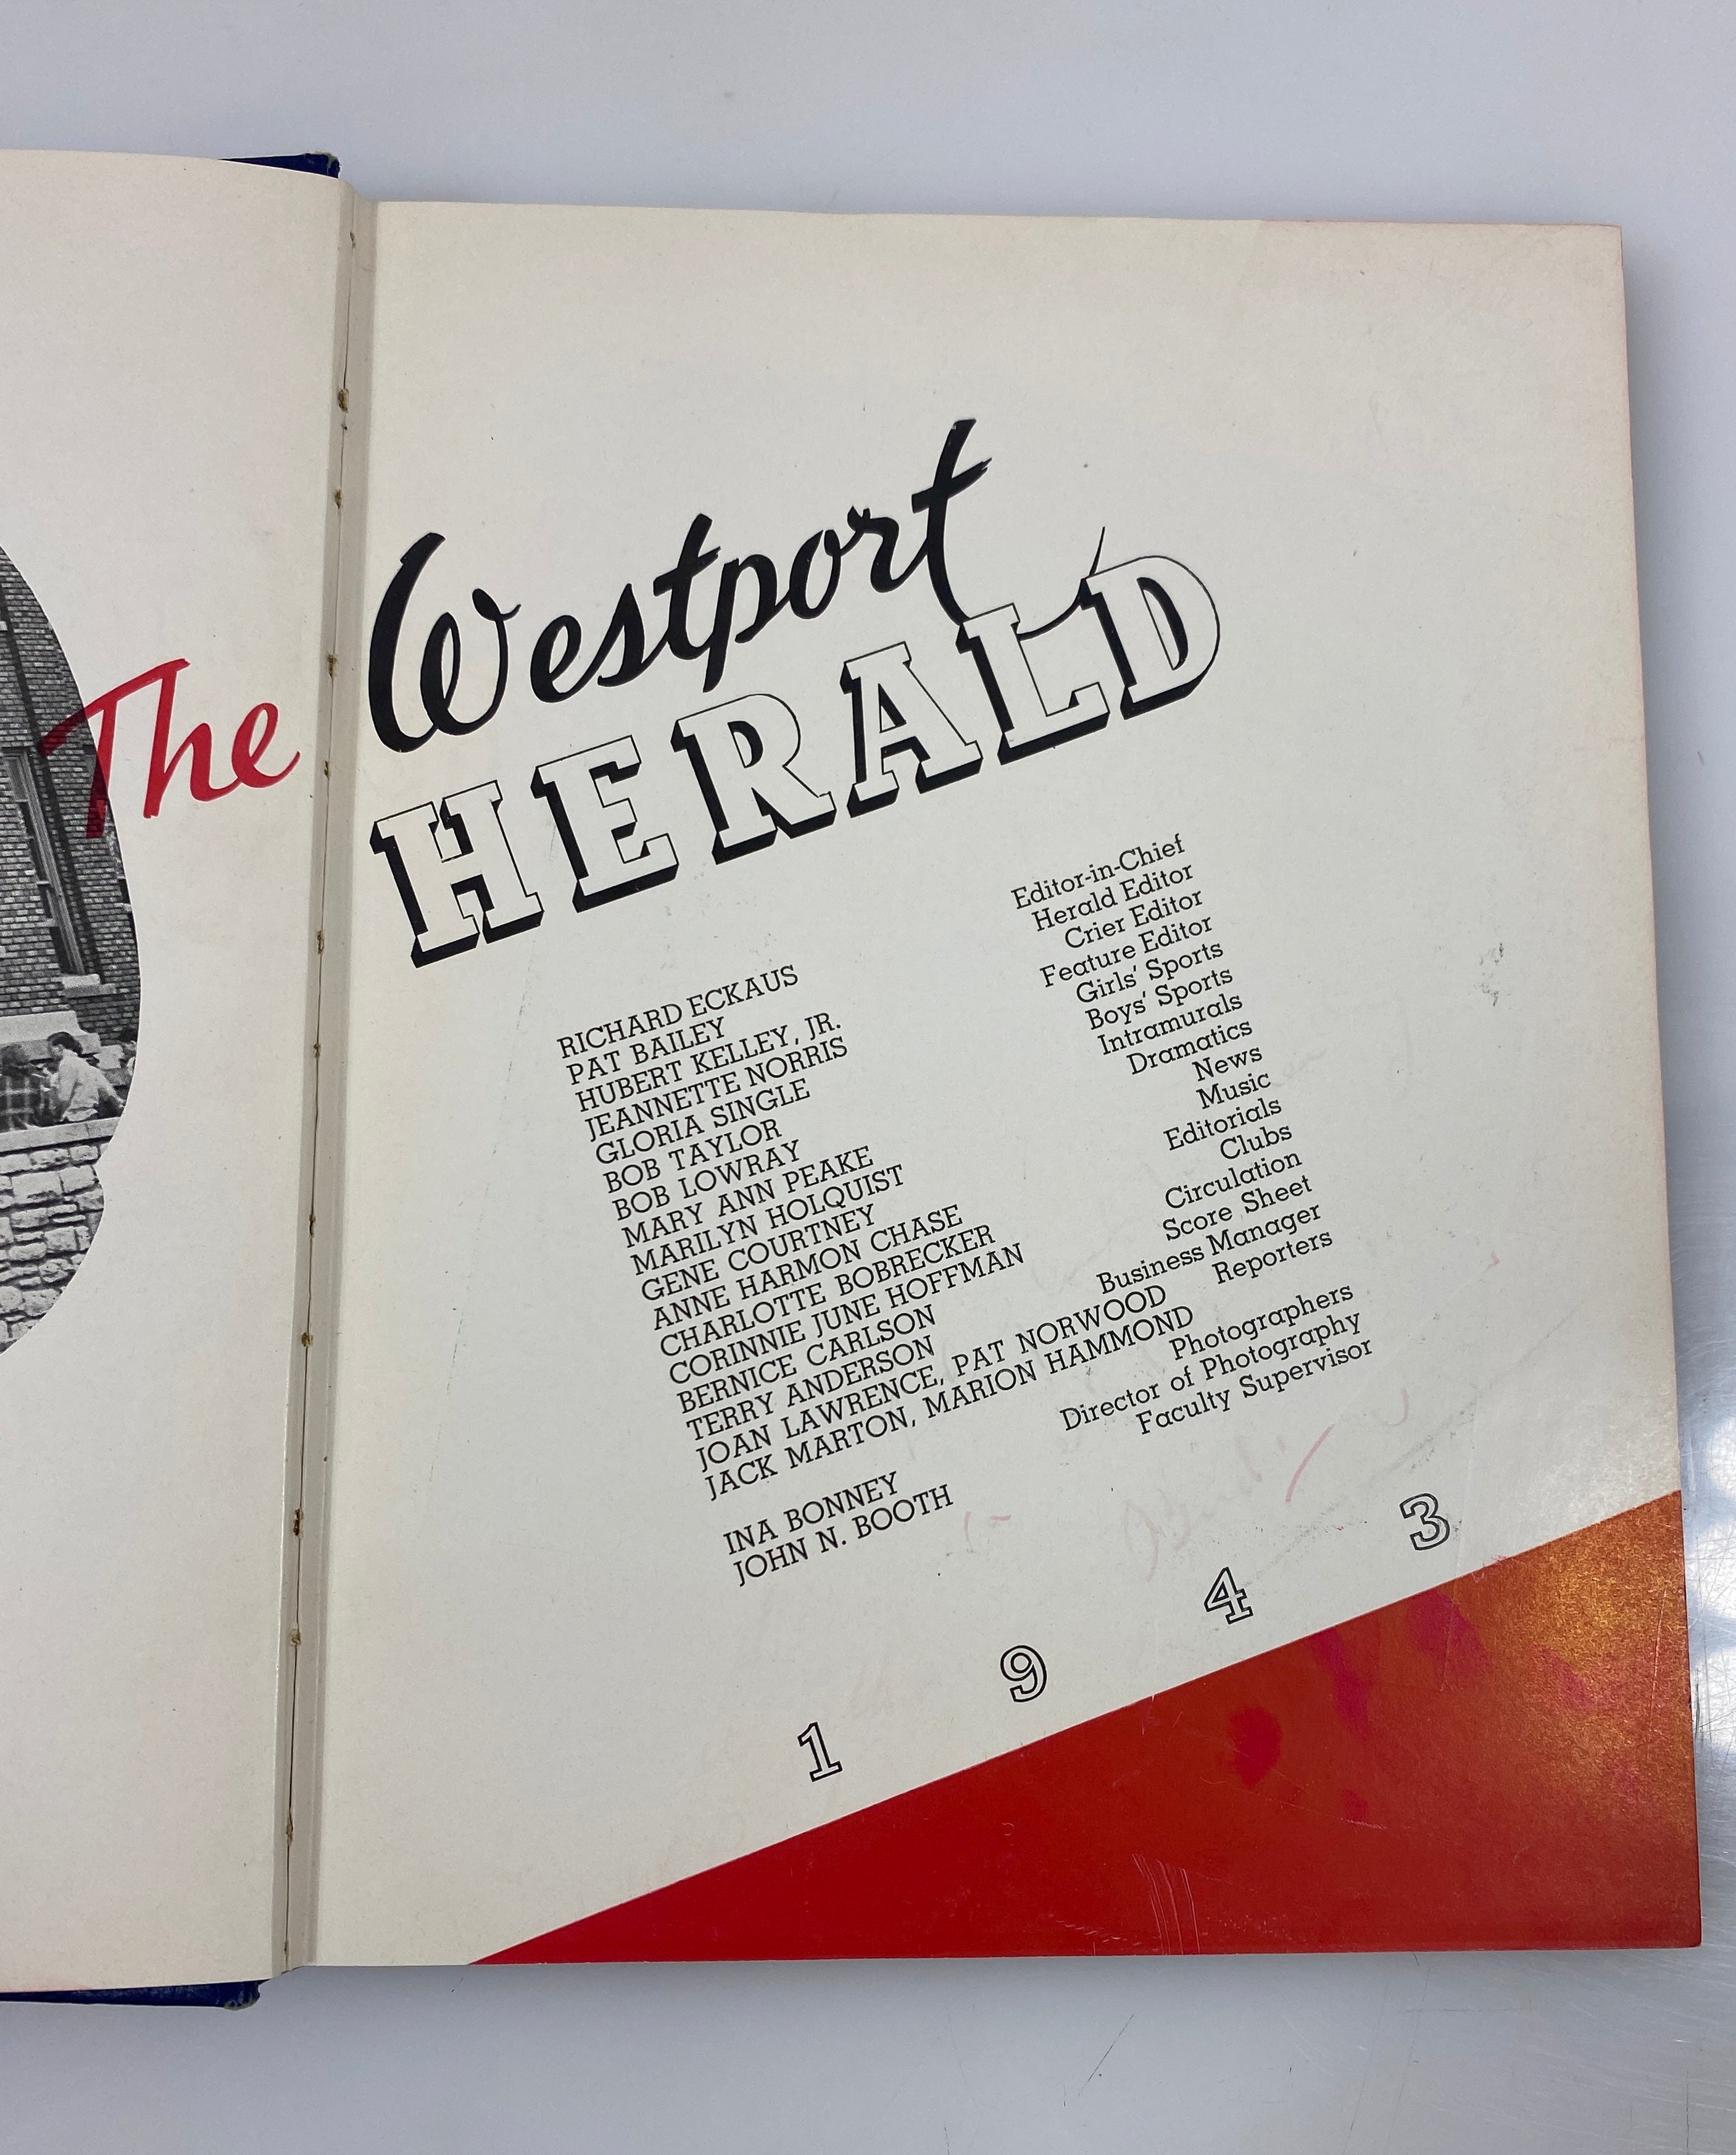 The Westport
HERALD
RICHARD ECKAUS Editor-in-Chief
PAT BAILEY Herald Editor
HUBERT KELLEY, JR. Crier Editor
JEANNETTE NORRIS Feature Editor
GLORIA SINGLE Girls' Sports
BOB TAYLOR Boys' Sports
BOB LOWRAY Intramurals
MARY ANN PEAKE Dramatics
MARILYN HOLQUIST News
GENE COURTNEY Music
ANNE HARMON CHASE Editorials
CHARLOTTE BOBRECKER Clubs
CORINNIE JUNE HOFFMAN Circulation
BERNICE CARLSON Score Sheet
TERRY ANDERSON Business Manager
JOAN LAWRENCE, PAT NORWOOD Reporters
JACK MARTON, MARION HAMMOND
Photographers
INA BONNEY Director of Photography
JOHN N. BOOTH Faculty Supervisor
1 9 4 3